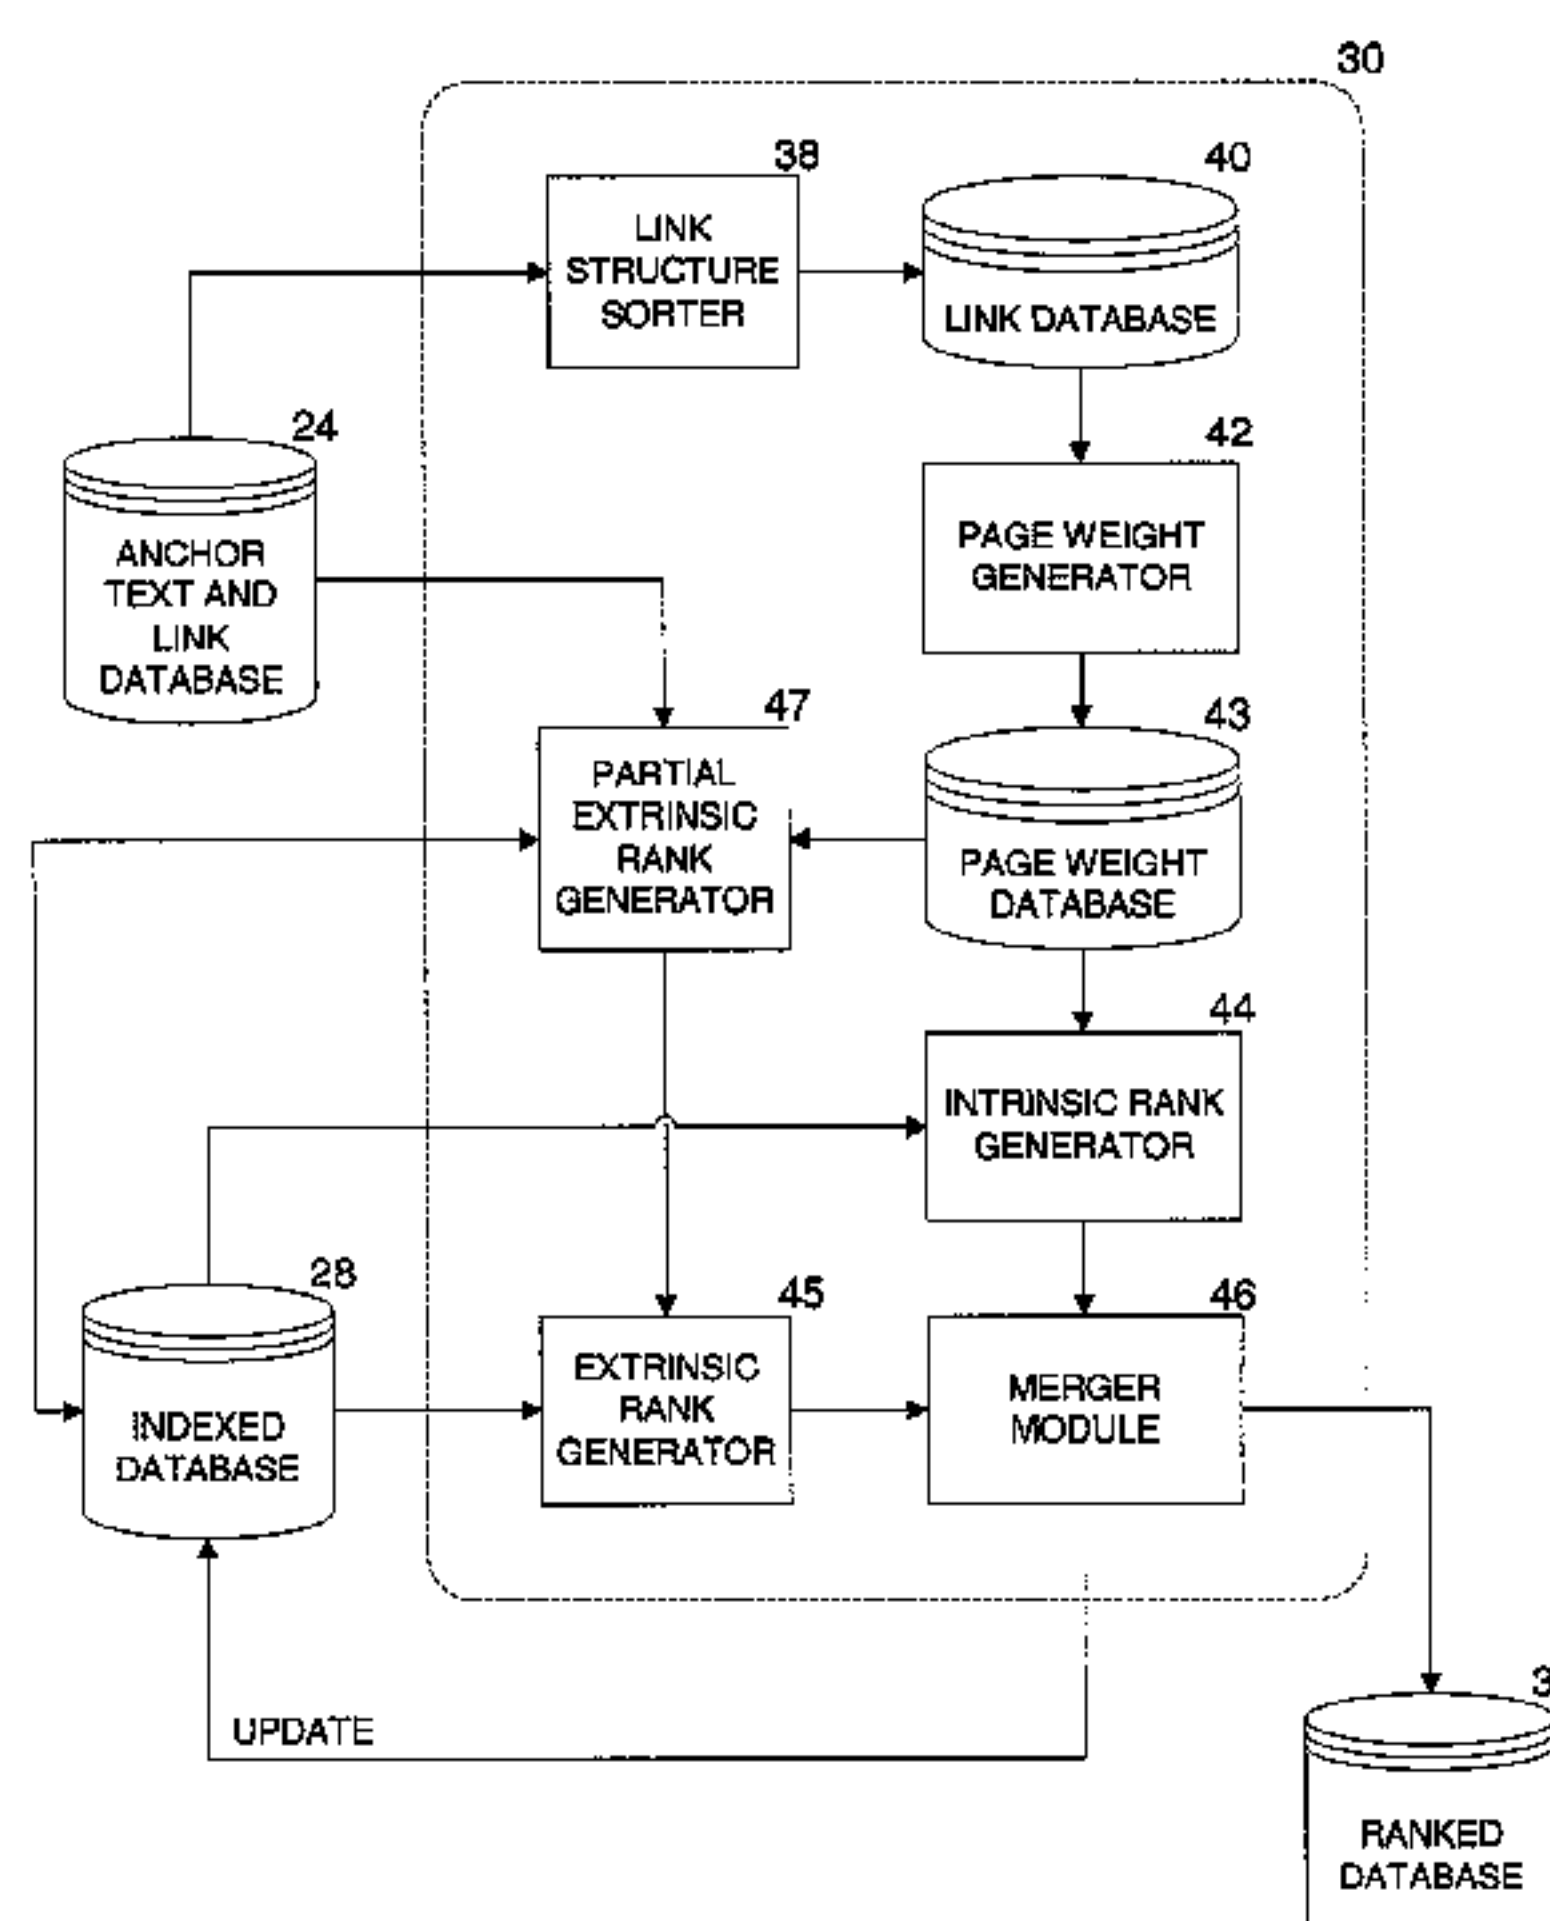 30
38
LINK
STRUCTURE
SORTER
40
LINK DATABASE
24
ANCHOR
TEXT AND
LINK
DATABASE
42
PAGE WEIGHT
GENERATOR
47
PARTIAL
EXTRINSIC
RANK
GENERATOR
43
PAGE WEIGHT
DATABASE
44
INTRINSIC RANK
GENERATOR
28
INDEXED
DATABASE
45
EXTRINSIC
RANK
GENERATOR
46
MERGER
MODULE
UPDATE
RANKED
DATABASE